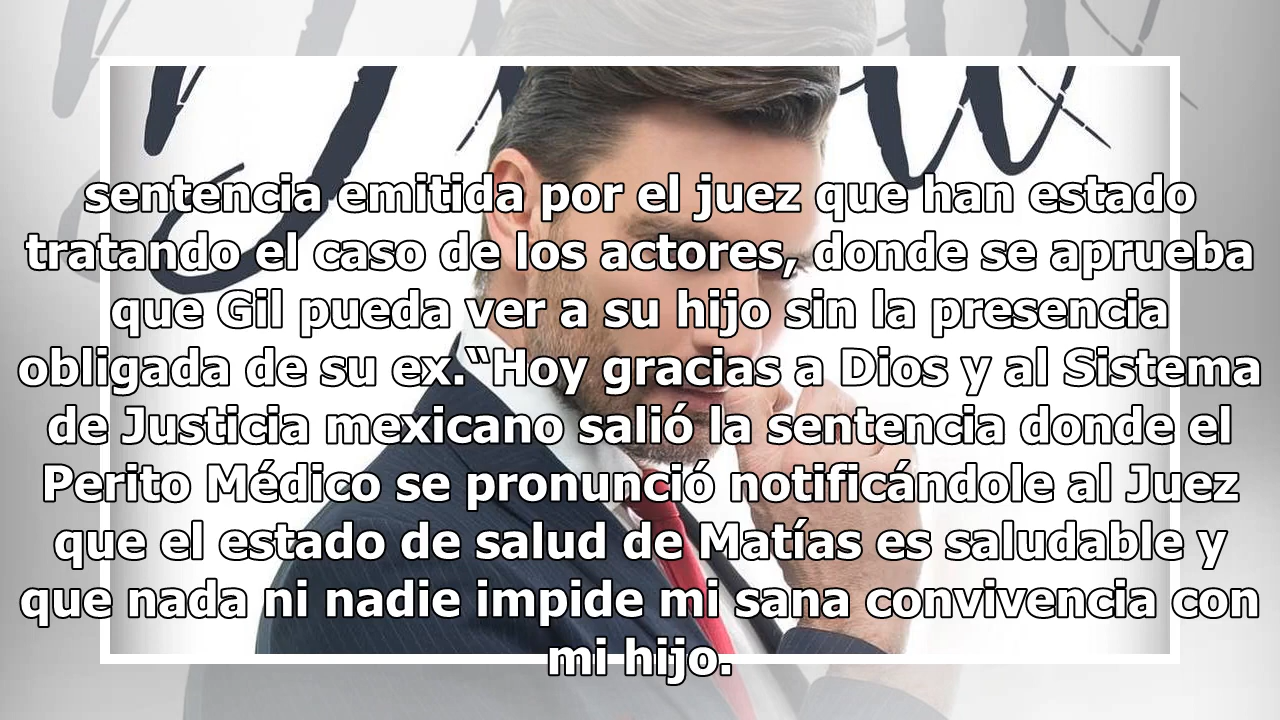 sentencia emitida por el juez que han estado
tratando el caso de los actores, donde se aprueba
que Gil pueda ver a su hijo sin la presencia
obligada de su ex.“Hoy gracias a Dios y al Sistema
de Justicia mexicano salió la sentencia donde el
Perito Médico se pronunció notificándole al Juez
que el estado de salud de Matías es saludable y
que nada ni nadie impide mi sana convivencia con
mi hijo.